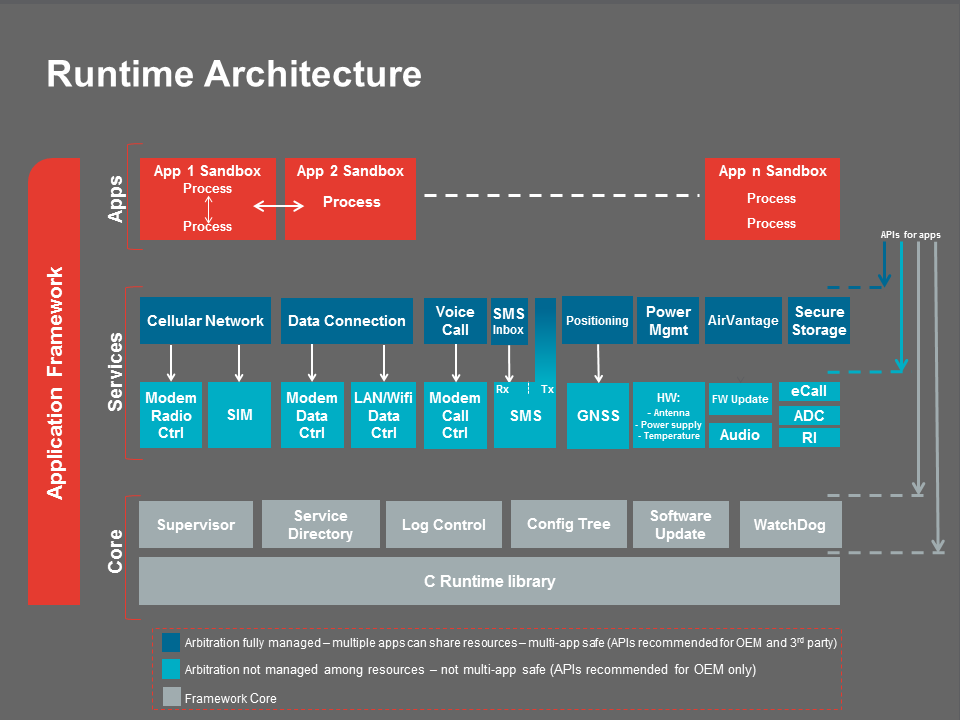 Runtime Architecture
Application Framework
Apps
App 1 Sandbox
Process
Process
App 2 Sandbox
Process
App n Sandbox
Process
Process
APIs for apps
Services
Cellular Network
Data Connection
Voice
Call
SMS
Inbox
Positioning
Power
Mgmt
AirVantage
Secure
Storage
Modem
Radio
Ctrl
SIM
Modem
Data
Ctrl
LAN/Wifi
Data
Ctrl
Modem
Call
Ctrl
Rx Tx
SMS
GNSS
HW:
- Antenna
- Power supply
- Temperature
FW Update
Audio
eCall
ADC
RI
Core
Supervisor
Service
Directory
Log Control
Config Tree
Software
Update
WatchDog
C Runtime library
Arbitration fully managed – multiple apps can share resources – multi-app safe (APIs recommended for OEM and 3rd party)
Arbitration not managed among resources – not multi-app safe (APIs recommended for OEM only)
Framework Core